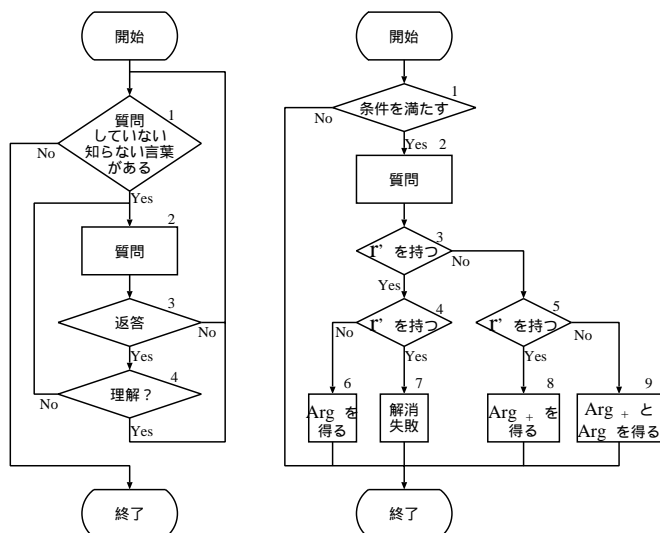 開始
1
質問
していない
知らない言葉
がある
No
Yes
2
質問
3
返答
No
Yes
4
理解？
No
Yes
終了
開始
1
条件を満たす
No
Yes
2
質問
3
r’ を持つ
No
Yes
4
r’ を持つ
No
Yes
5
r’ を持つ
No
Yes
6
Arg を
得る
7
解消
失敗
8
Arg + を
得る
9
Arg + と
Arg を得る
終了